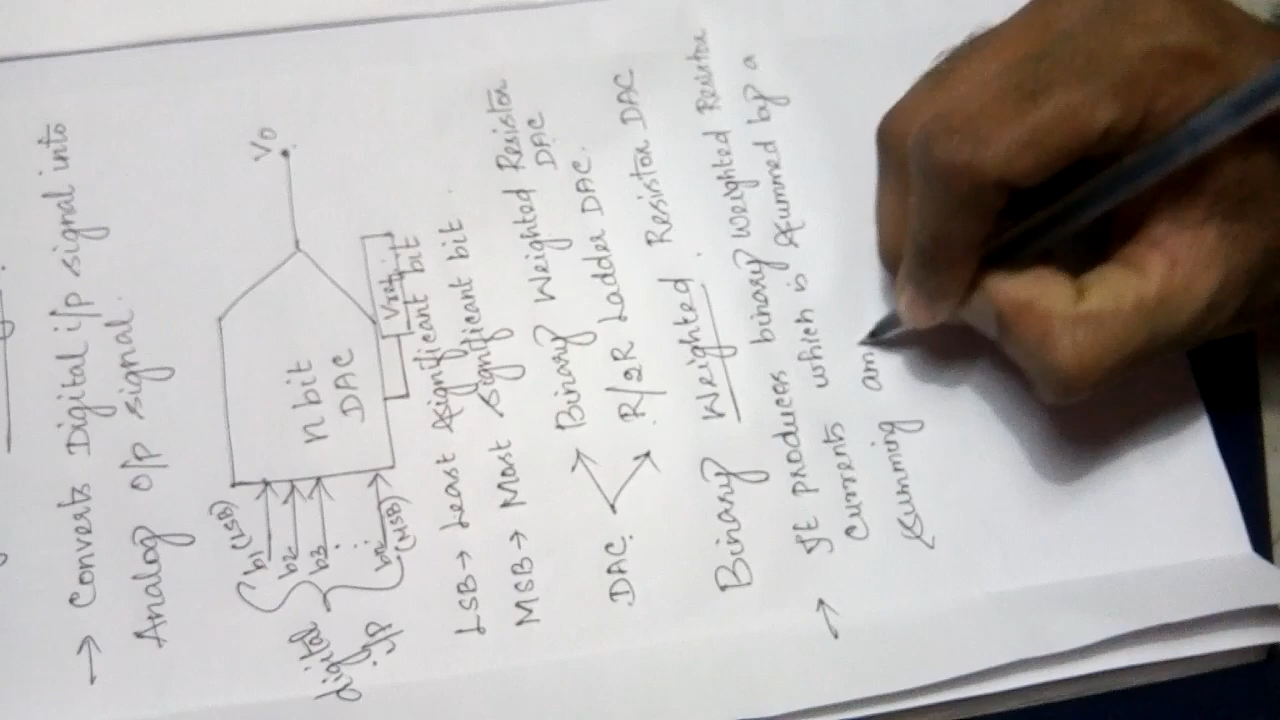 → Converts Digital i/p signal into
Analog o/p signal.
b1 (LSB)
b2
b3
bn
(MSB)
digital
i/p
n bit
DAC
Vref
Vo
LSB → Least significant bit
MSB → Most significant bit.
DAC. → Binary Weighted Resistor
DAC
→ R/2R Ladder DAC.
Binary Weighted Resistor DAC
→ It produces binary weighted Resistor
currents which is summed by a
summing am